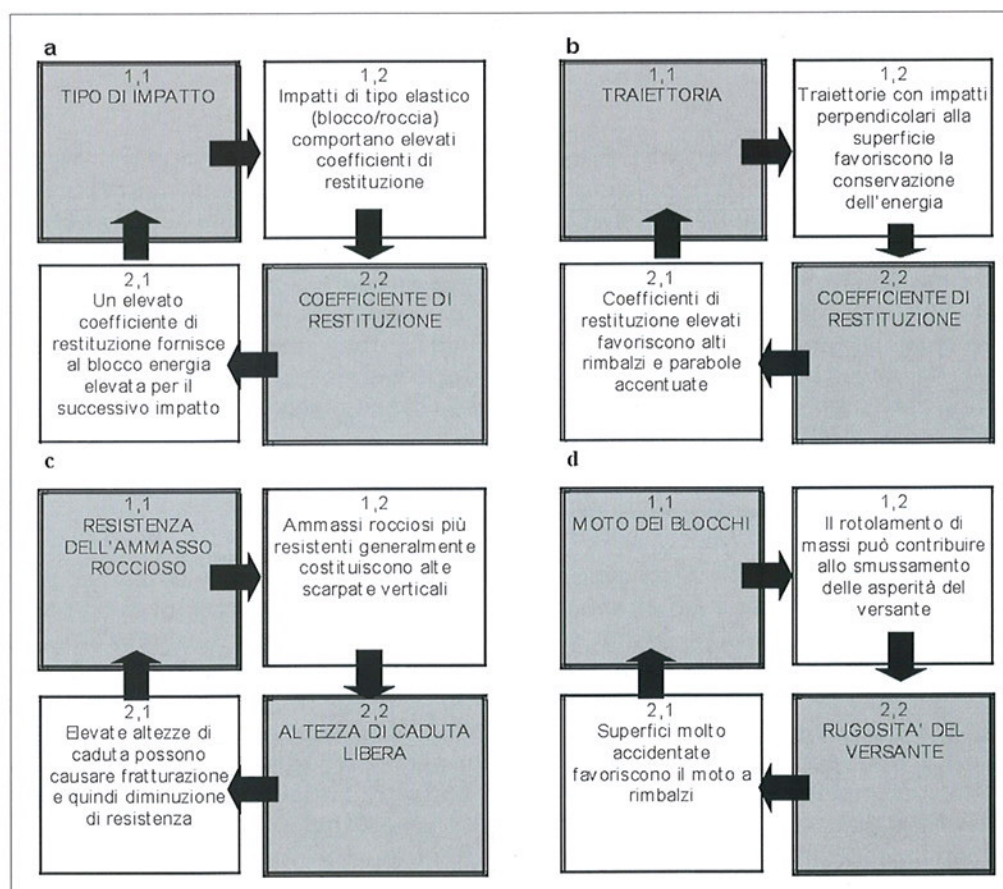 a
1,1
TIPO DI IMPATTO
1,2
Impatti di tipo elastico
(blocco/roccia)
comportano elevati
coefficienti di
restituzione
2,1
Un elevato
coefficiente di
restituzione fornisce
al blocco energia
elevata per il
successivo impatto
2,2
COEFFICIENTE DI
RESTITUZIONE
b
1,1
TRAIETTORIA
1,2
Traiettorie con impatti
perpendicolari alla
superficie
favoriscono la
conservazione
dell'energia
2,1
Coefficienti di
restituzione elevati
favoriscono alti
rimbalzi e parabole
accentuate
2,2
COEFFICIENTE DI
RESTITUZIONE
c
1,1
RESISTENZA
DELL'AMMASSO
ROCCIOSO
1,2
Ammassi rocciosi più
resistenti generalmente
costituiscono alte
scarpate verticali
2,1
Elevate altezze di
caduta possono
causare fratturazione
e quindi diminuzione
di resistenza
2,2
ALTEZZA DI CADUTA
LIBERA
d
1,1
MOTO DEI BLOCCHI
1,2
Il rotolamento di
massi può contribuire
allo smussamento
delle asperità del
versante
2,1
Superfici molto
accidentate
favoriscono il moto a
rimbalzi
2,2
RUGOSITA' DEL
VERSANTE